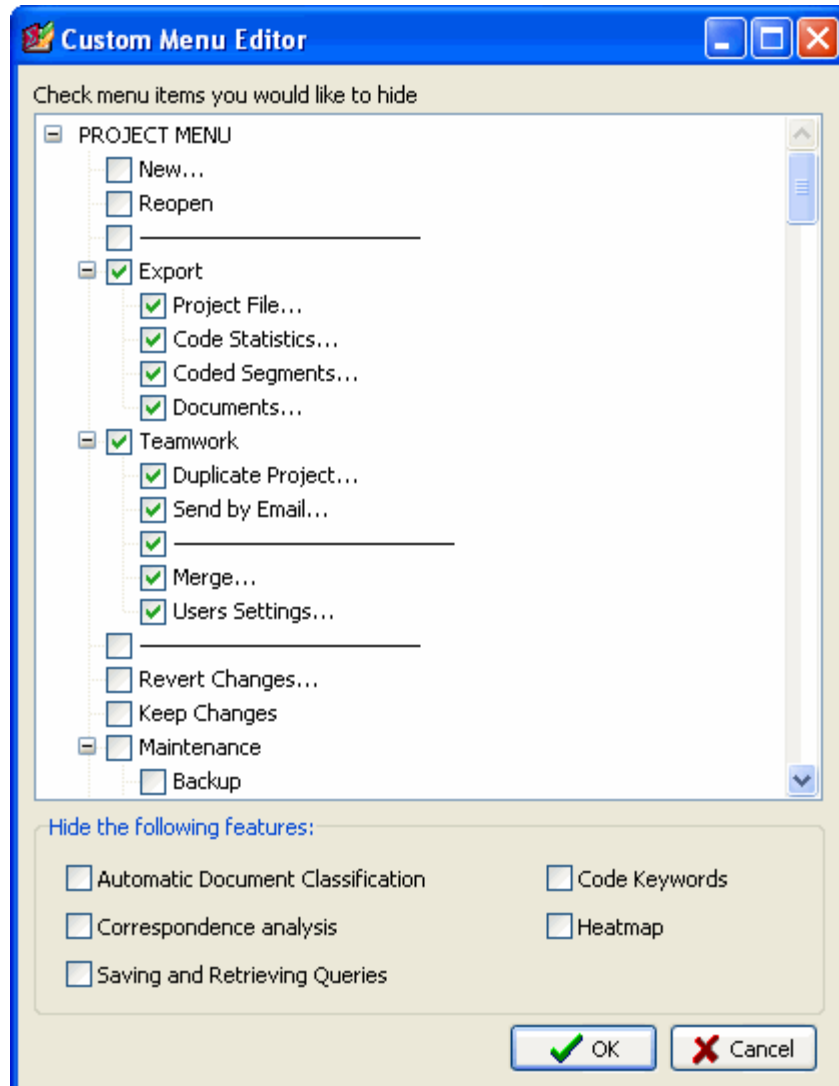 Custom Menu Editor
Check menu items you would like to hide
PROJECT MENU
New...
Reopen
Export
Project File...
Code Statistics...
Coded Segments...
Documents...
Teamwork
Duplicate Project...
Send by Email...
Merge...
Users Settings...
Revert Changes...
Keep Changes
Maintenance
Backup
Hide the following features:
Automatic Document Classification Code Keywords
Correspondence analysis Heatmap
Saving and Retrieving Queries
OK Cancel